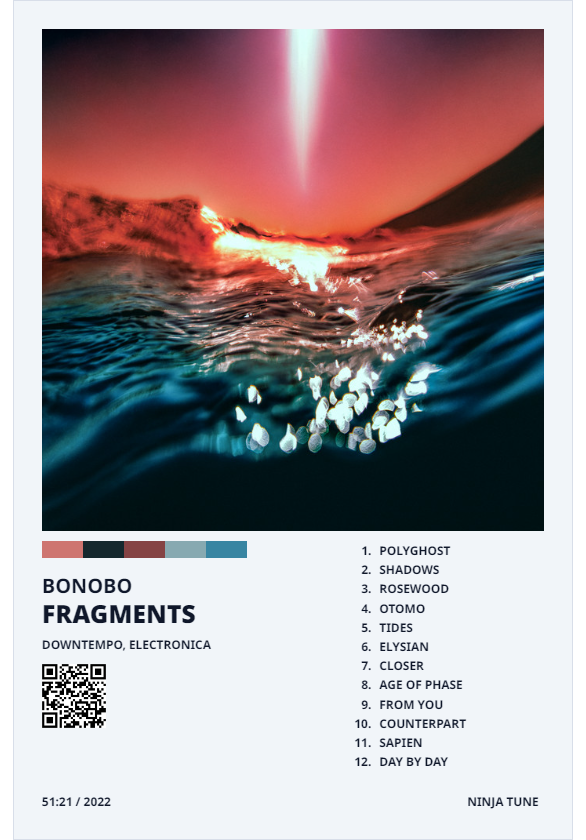 BONOBO
FRAGMENTS
DOWNTEMPO, ELECTRONICA
1. POLYGHOST
2. SHADOWS
3. ROSEWOOD
4. OTOMO
5. TIDES
6. ELYSIAN
7. CLOSER
8. AGE OF PHASE
9. FROM YOU
10. COUNTERPART
11. SAPIEN
12. DAY BY DAY
51:21 / 2022
NINJA TUNE